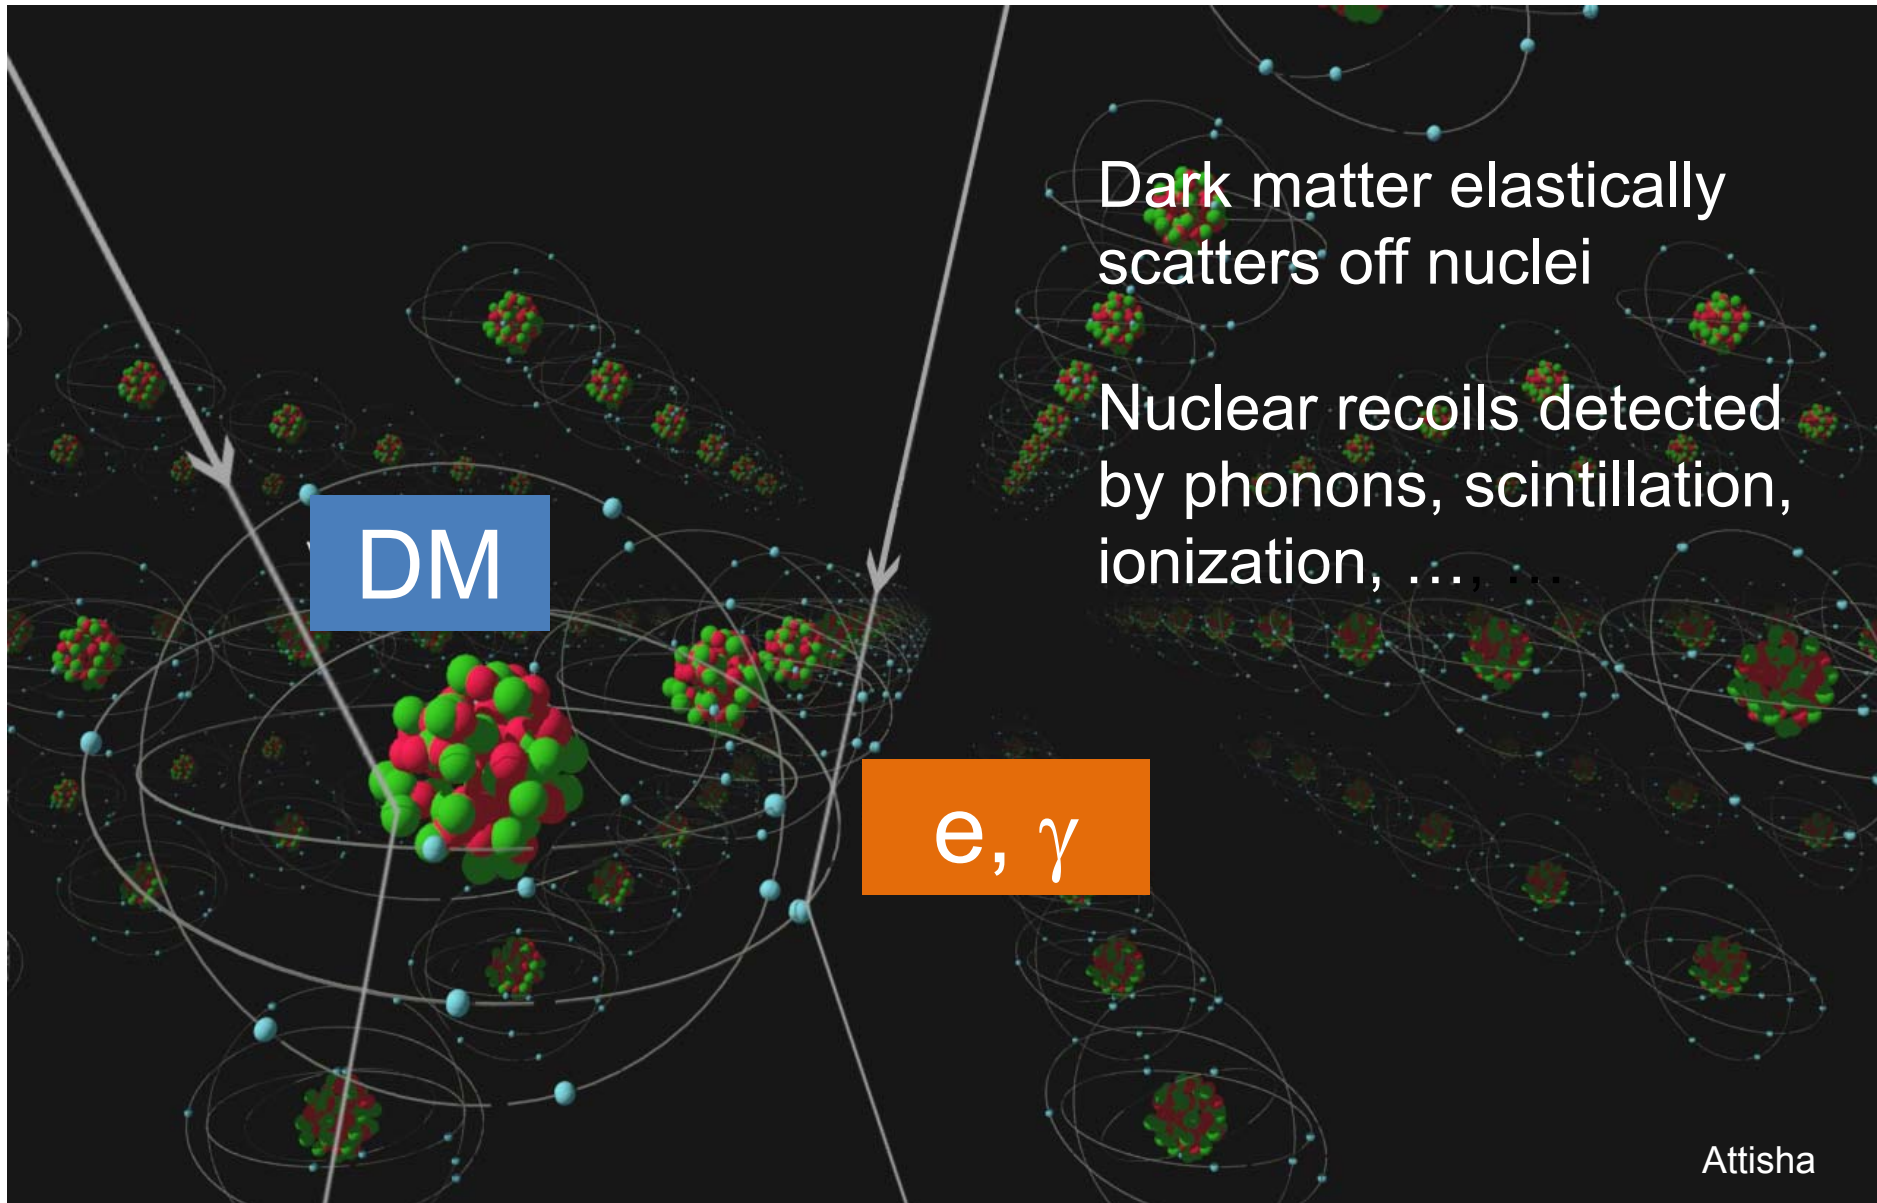 Dark matter elastically
scatters off nuclei
Nuclear recoils detected
by phonons, scintillation,
ionization, …, …
DM
e, γ
Attisha